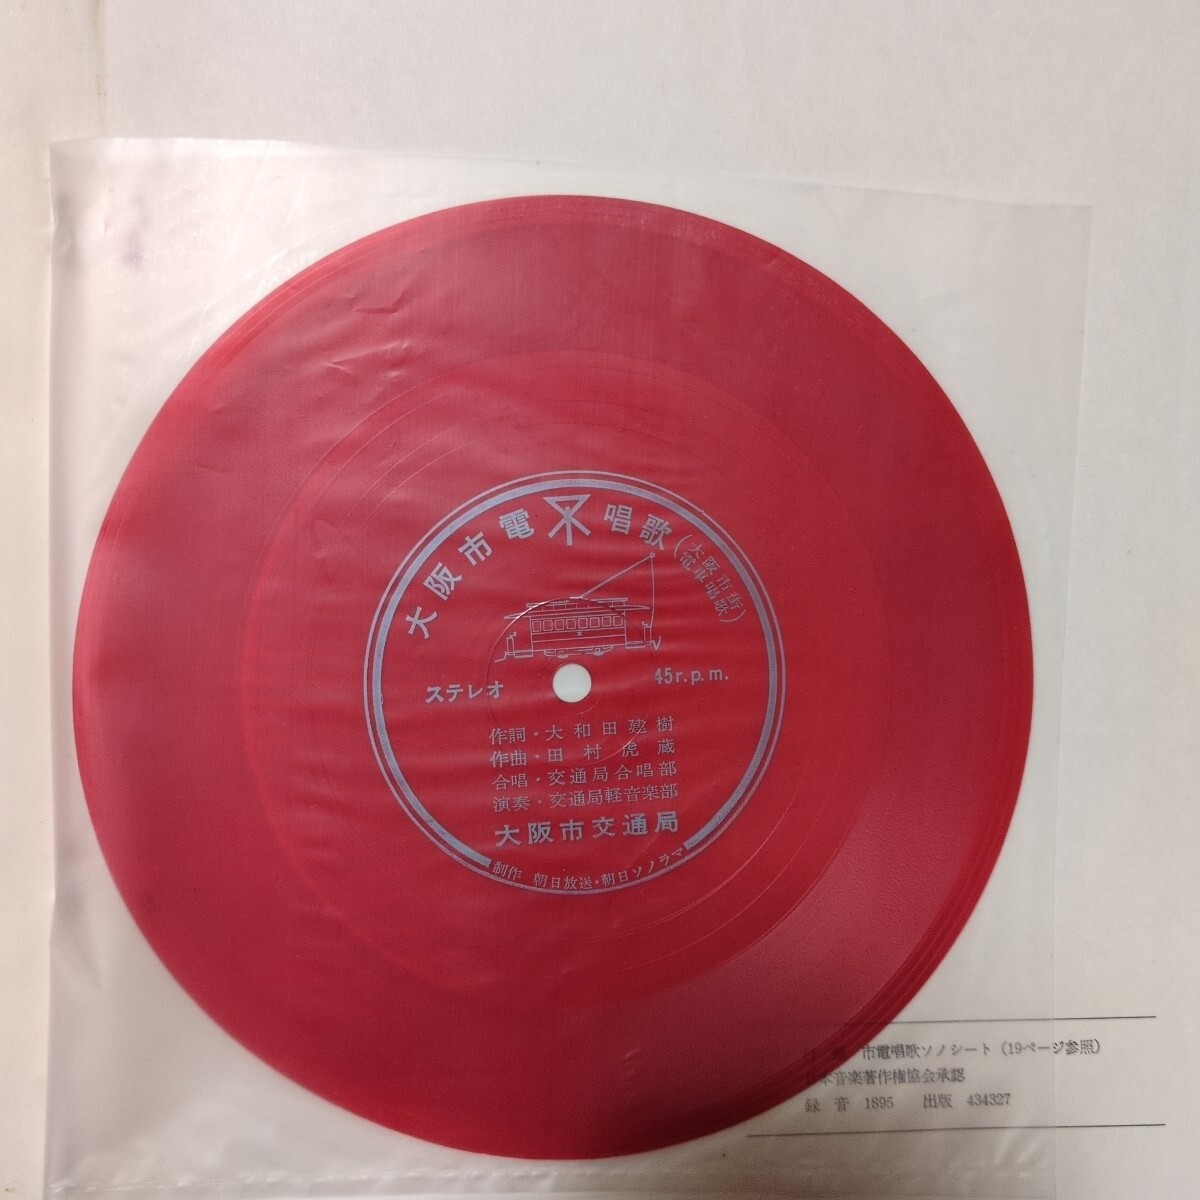 大阪市電唱歌
(大阪市街
電車唱歌)
ステレオ
45r.p.m.
作詞・大和田建樹
作曲・田村虎蔵
合唱・交通局合唱部
演奏・交通局軽音楽部
大阪市交通局
制作 朝日放送・朝日ソノラマ
市電唱歌ソノシート (19ページ参照)
日本音楽著作権協会承認
録音 1895 出版 434327